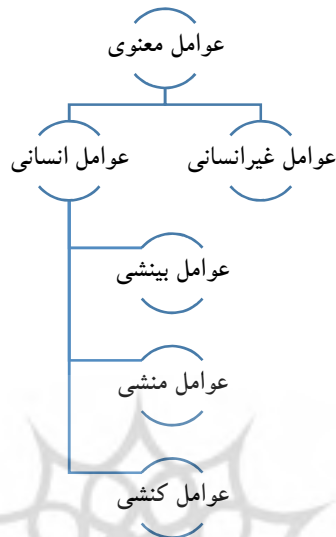 عوامل معنوی
عوامل غیرانسانی
عوامل انسانی
عوامل بینشی
عوامل منشی
عوامل کنشی